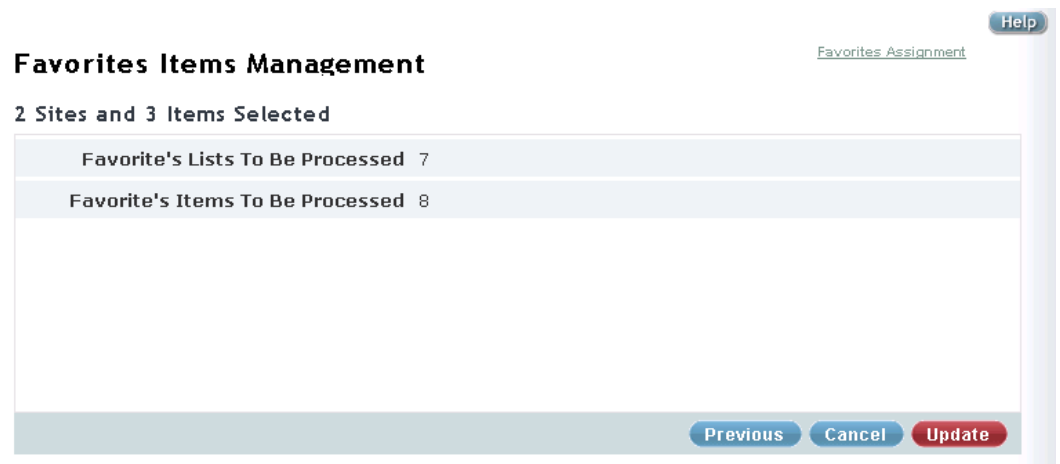 Help
Favorites Items Management
Favorites Assignment
2 Sites and 3 Items Selected
Favorite's Lists To Be Processed 7
Favorite's Items To Be Processed 8
Previous Cancel Update